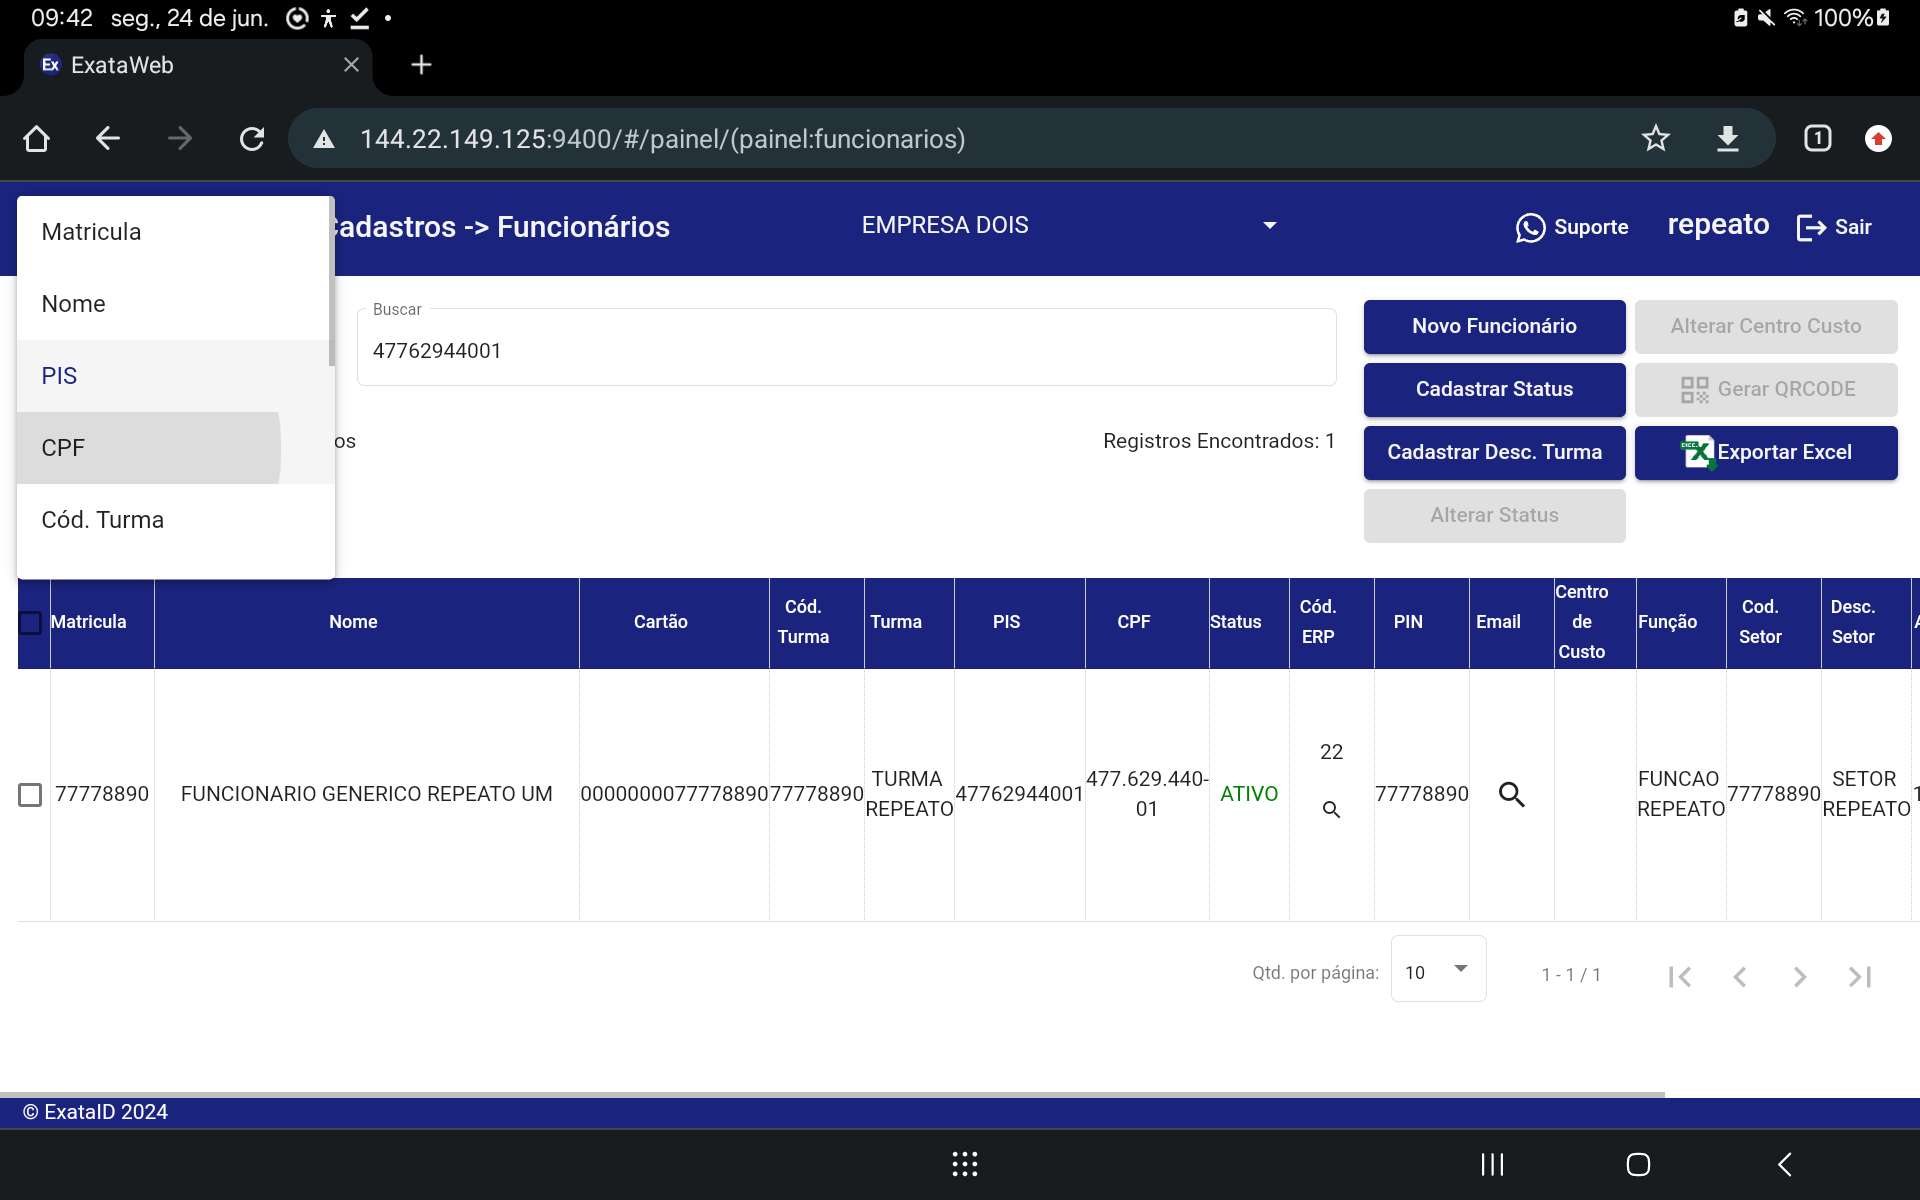 09:42 seg., 24 de jun. 100%
Ex ExataWeb
144.22.149.125:9400/#/painel/(painel:funcionarios)
1
Cadastros -> Funcionários
EMPRESA DOIS
Suporte
repeato
Sair
Matricula
Nome
PIS
CPF
Cód. Turma
Buscar
47762944001
os
Registros Encontrados: 1
Novo Funcionário
Alterar Centro Custo
Cadastrar Status
Gerar QRCODE
Cadastrar Desc. Turma
Exportar Excel
Alterar Status
Matricula
Nome
Cartão
Cód.
Turma
Turma
PIS
CPF
Status
Cód.
ERP
PIN
Email
Centro
de
Custo
Função
Cod.
Setor
Desc.
Setor
77778890
FUNCIONARIO GENERICO REPEATO UM
0000000077778890
77778890
TURMA
REPEATO
47762944001
477.629.440-
01
ATIVO
22
77778890
FUNCAO
REPEATO
77778890
SETOR
REPEATO
Qtd. por página:
10
1 - 1 / 1
© ExataID 2024